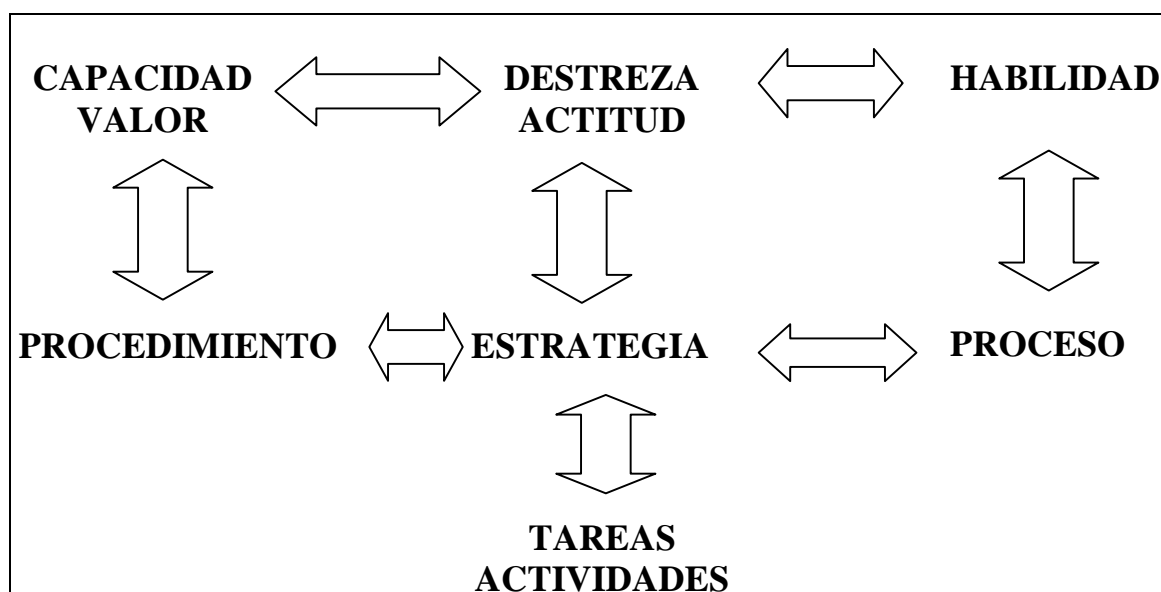 CAPACIDAD
VALOR
DESTREZA
ACTITUD
HABILIDAD
PROCEDIMIENTO
ESTRATEGIA
PROCESO
TAREAS
ACTIVIDADES